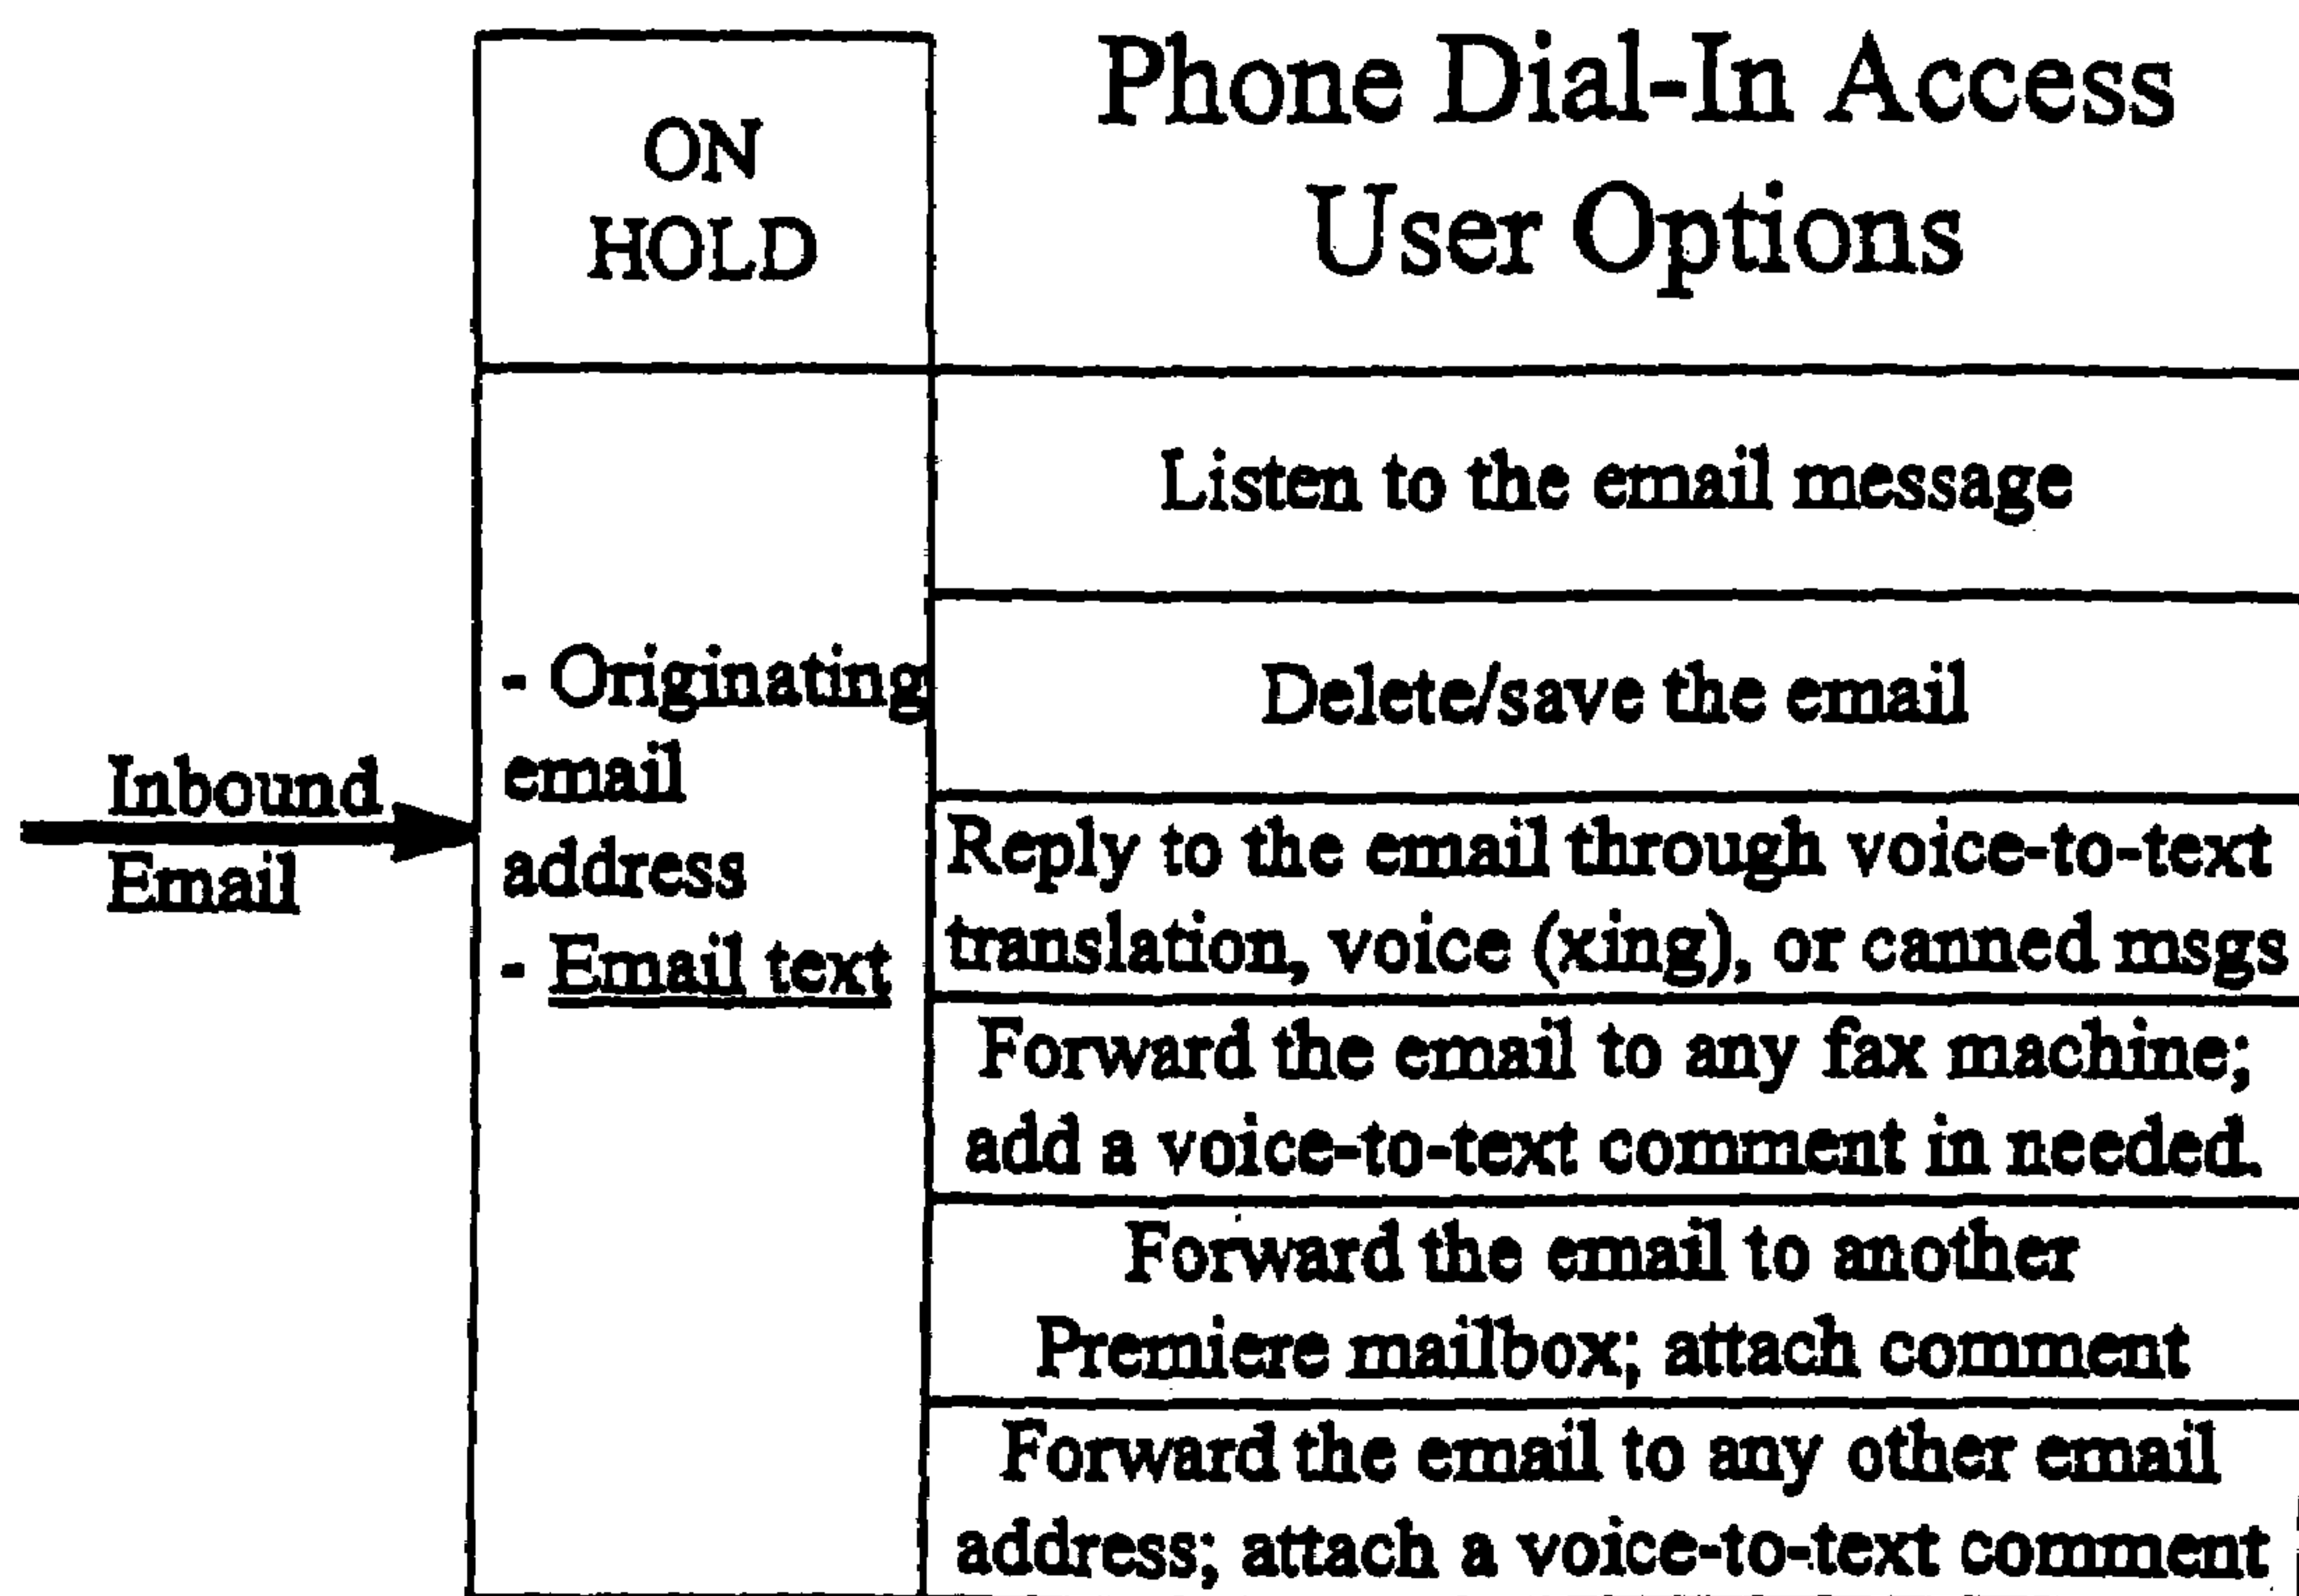 ON
HOLD
Phone Dial-In Access
User Options
Inbound
Email
- Originating
email
address
- Email text
Listen to the email message
Delete/save the email
Reply to the email through voice-to-text
translation, voice (xing), or canned msgs
Forward the email to any fax machine;
add a voice-to-text comment in needed.
Forward the email to another
Premiere mailbox; attach comment
Forward the email to any other email
address; attach a voice-to-text comment